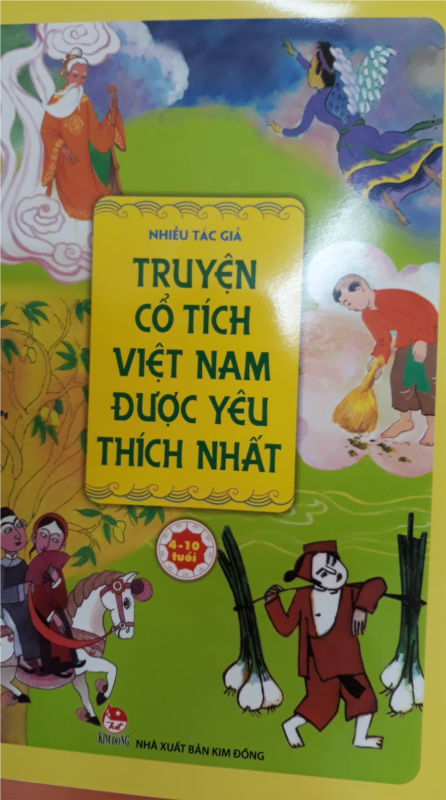 NHIỀU TÁC GIẢ
TRUYỆN
CỔ TÍCH
VIỆT NAM
ĐƯỢC YÊU
THÍCH NHẤT
4-10
tuổi
KIM ĐỒNG
NHÀ XUẤT BẢN KIM ĐỒNG